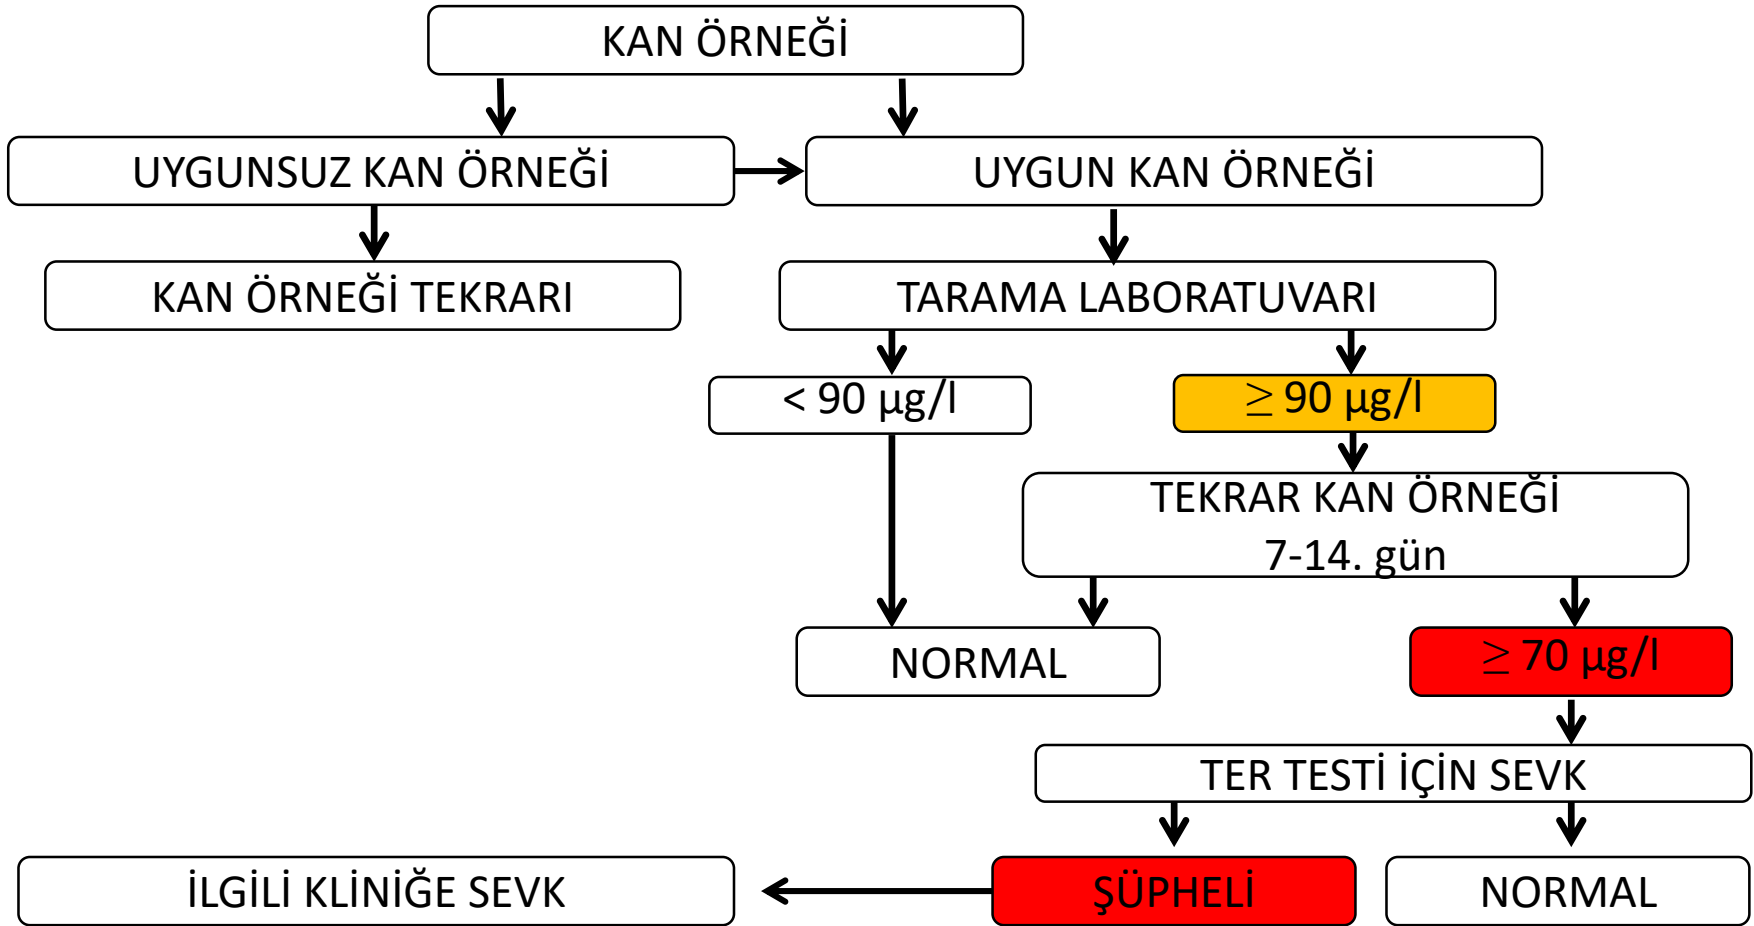 KAN ÖRNEĞİ
UYGUNSUZ KAN ÖRNEĞİ
UYGUN KAN ÖRNEĞİ
KAN ÖRNEĞİ TEKRARI
TARAMA LABORATUVARI
< 90 µg/l
≥ 90 µg/l
TEKRAR KAN ÖRNEĞİ
7-14. gün
NORMAL
≥ 70 µg/l
TER TESTİ İÇİN SEVK
İLGİLİ KLİNİĞE SEVK
ŞÜPHELİ
NORMAL